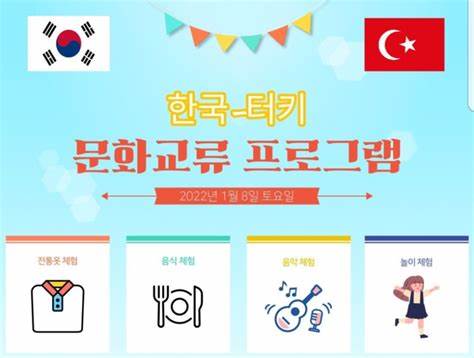 한국-터키
문화교류 프로그램
2022년 1월 8일 토요일
전통옷 체험
음식 체험
음악 체험
놀이 체험